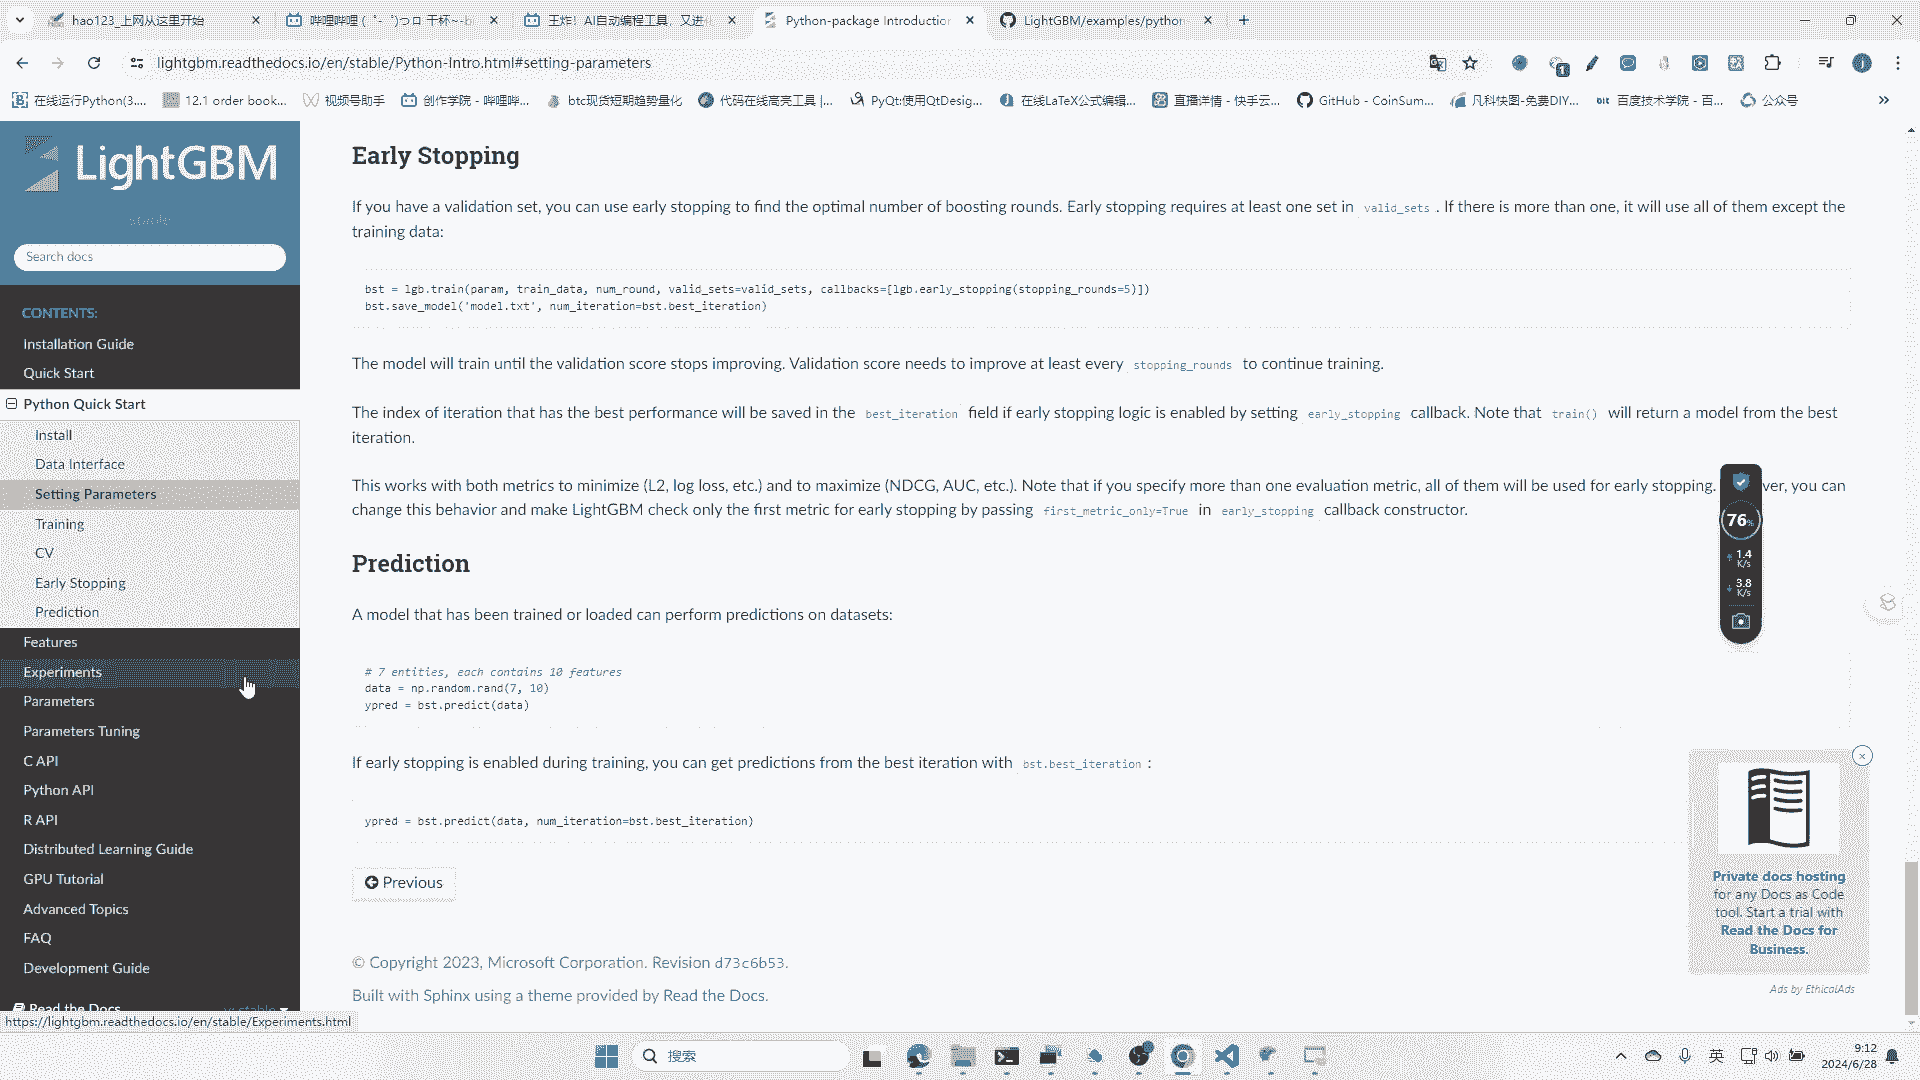 hao123_上网从这里开始
哔哩哔哩 (゜-゜)つロ 干杯~-bi
王炸！AI自动编程工具，又进化
Python-package Introduction
LightGBM/examples/python-
lightgbm.readthedocs.io/en/stable/Python-Intro.html#setting-parameters
在线运行Python(3....
12.1 order book...
视频号助手
创作学院 - 哔哩哔...
btc现货短期趋势量化
代码在线高亮工具 |...
PyQt:使用QtDesig...
在线LaTeX公式编辑...
直播详情 - 快手云...
GitHub - CoinSum...
凡科快图-免费DIY...
百度技术学院 - 百...
公众号
LightGBM
stable
Search docs
CONTENTS:
Installation Guide
Quick Start
Python Quick Start
Install
Data Interface
Setting Parameters
Training
CV
Early Stopping
Prediction
Features
Experiments
Parameters
Parameters Tuning
C API
Python API
R API
Distributed Learning Guide
GPU Tutorial
Advanced Topics
FAQ
Development Guide
Read the Docs
v: stable
https://lightgbm.readthedocs.io/en/stable/Experiments.html
Early Stopping
If you have a validation set, you can use early stopping to find the optimal number of boosting rounds. Early stopping requires at least one set in valid_sets . If there is more than one, it will use all of them except the
training data:
bst = lgb.train(param, train_data, num_round, valid_sets=valid_sets, callbacks=[lgb.early_stopping(stopping_rounds=5)])
bst.save_model('model.txt', num_iteration=bst.best_iteration)
The model will train until the validation score stops improving. Validation score needs to improve at least every stopping_rounds to continue training.
The index of iteration that has the best performance will be saved in the best_iteration field if early stopping logic is enabled by setting early_stopping callback. Note that train() will return a model from the best
iteration.
This works with both metrics to minimize (L2, log loss, etc.) and to maximize (NDCG, AUC, etc.). Note that if you specify more than one evaluation metric, all of them will be used for early stopping. ver, you can
change this behavior and make LightGBM check only the first metric for early stopping by passing first_metric_only=True in early_stopping callback constructor.
Prediction
A model that has been trained or loaded can perform predictions on datasets:
# 7 entities, each contains 10 features
data = np.random.rand(7, 10)
ypred = bst.predict(data)
If early stopping is enabled during training, you can get predictions from the best iteration with bst.best_iteration :
ypred = bst.predict(data, num_iteration=bst.best_iteration)
Previous
© Copyright 2023, Microsoft Corporation. Revision d73c6b53.
Built with Sphinx using a theme provided by Read the Docs.
76%
1.4
K/s
3.8
K/s
Private docs hosting
for any Docs as Code
tool. Start a trial with
Read the Docs for
Business.
Ads by EthicalAds
搜索
英
9:12
2024/6/28